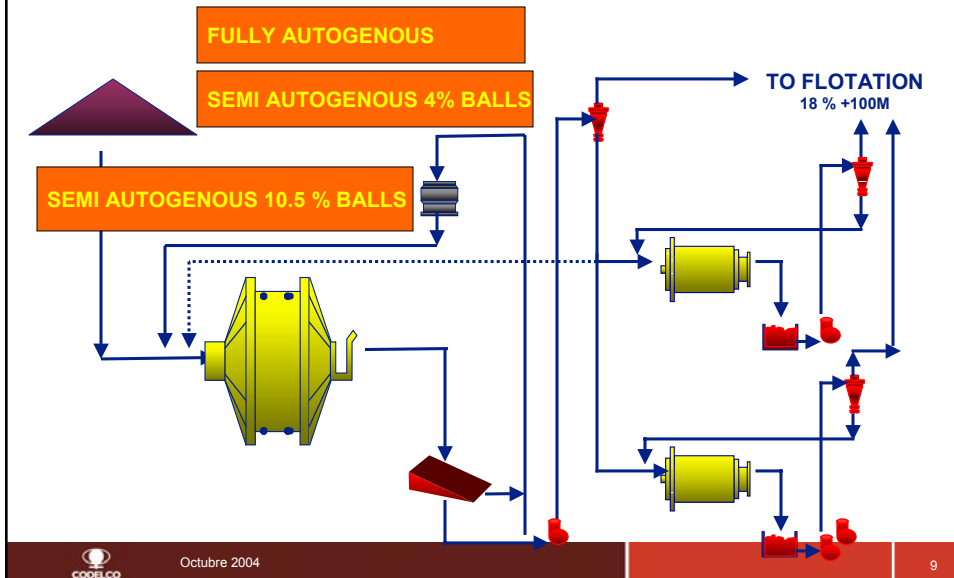 FULLY AUTOGENOUS
SEMI AUTOGENOUS 4% BALLS
TO FLOTATION
18 % +100M
SEMI AUTOGENOUS 10.5 % BALLS
CODELCO
Octubre 2004
9